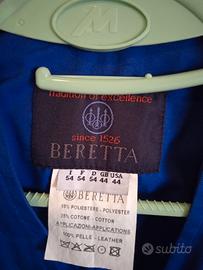 Tradition of excellence
since 1526
BERETTA
I F D GB USA
54 54 54 44 44
BERETTA
POLIESTERE - POLYESTER
35% COTONE - COTTON
APPLICAZIONI - APPLICATIONS
100% PELLE - LEATHER
subito